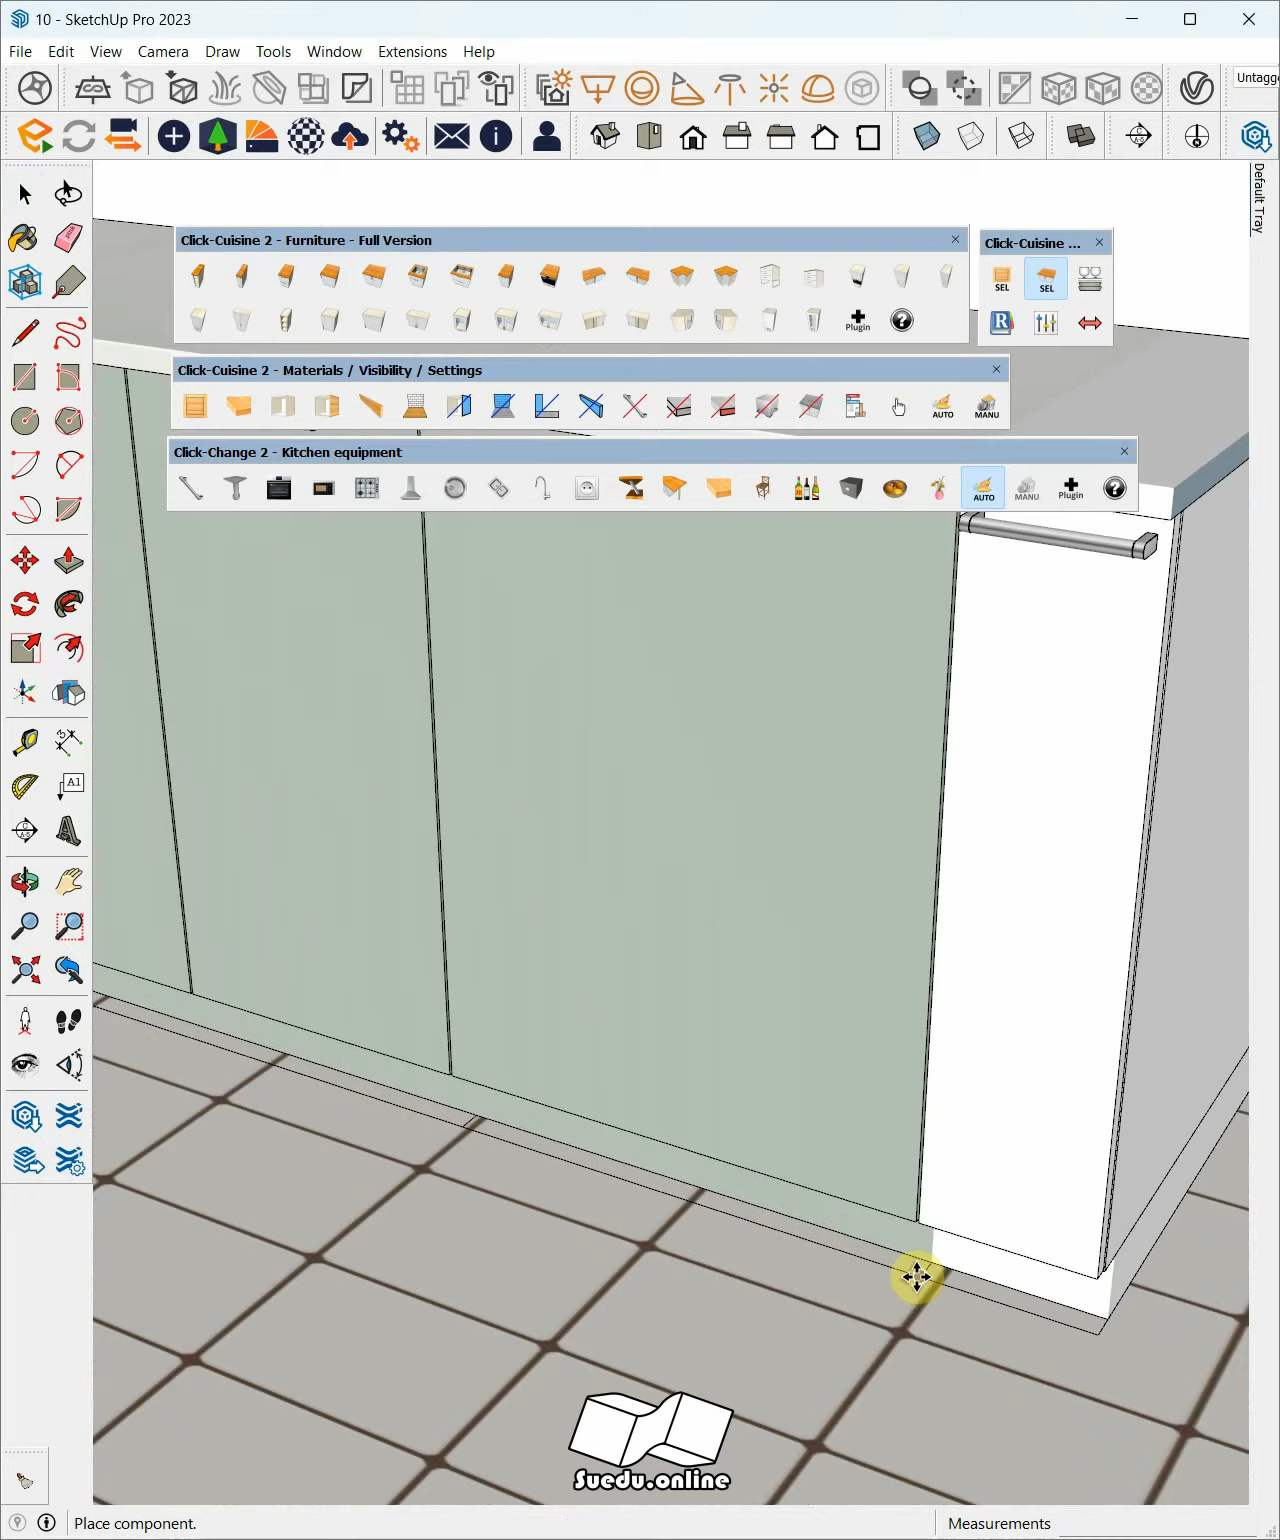 10 - SketchUp Pro 2023
File Edit View Camera Draw Tools Window Extensions Help
Untagge
Default Tray
Click-Cuisine 2 - Furniture - Full Version
Plugin
Click-Cuisine ...
SEL SEL
R
Click-Cuisine 2 - Materials / Visibility / Settings
AUTO MANU
Click-Change 2 - Kitchen equipment
AUTO MANU Plugin
A1
Suedu.online
Place component.
Measurements